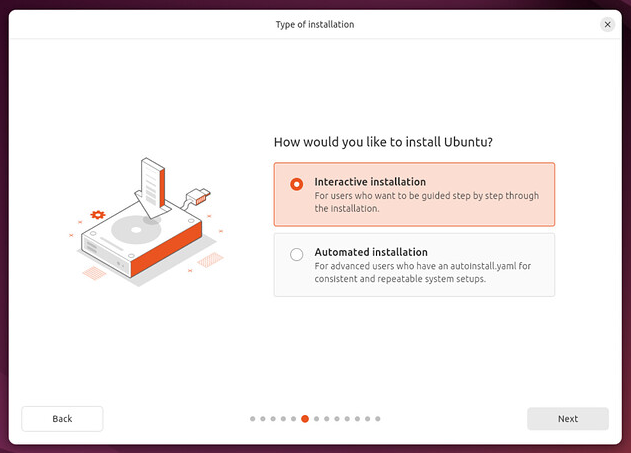 Type of installation
How would you like to install Ubuntu?
Interactive installation
For users who want to be guided step by step through
the installation.
Automated installation
For advanced users who have an autoinstall.yaml for
consistent and repeatable system setups.
Back
Next